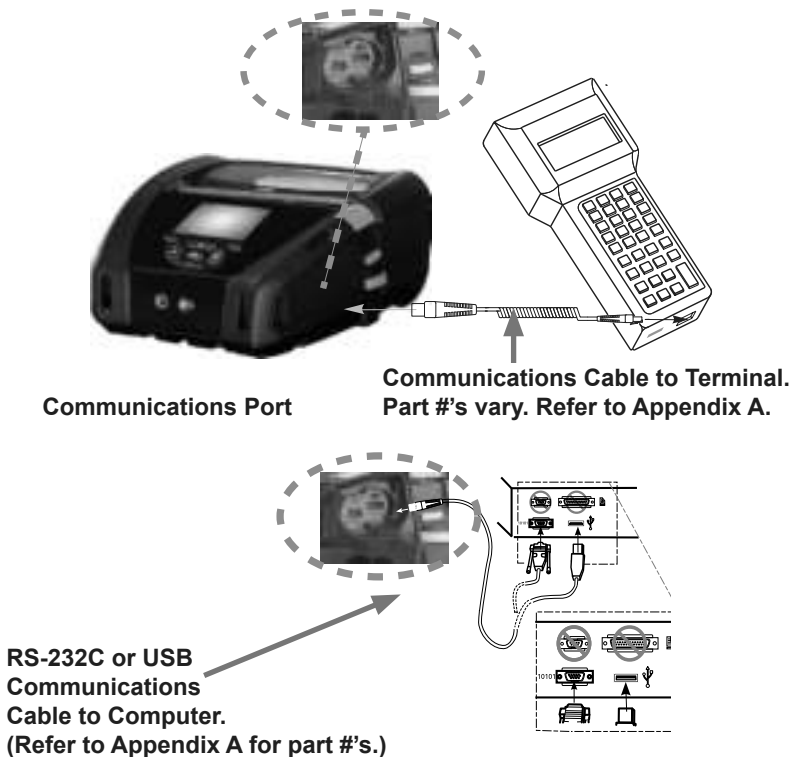 Communications Port
Communications Cable to Terminal.
Part #'s vary. Refer to Appendix A.
RS-232C or USB
Communications
Cable to Computer.
(Refer to Appendix A for part #'s.)
10101